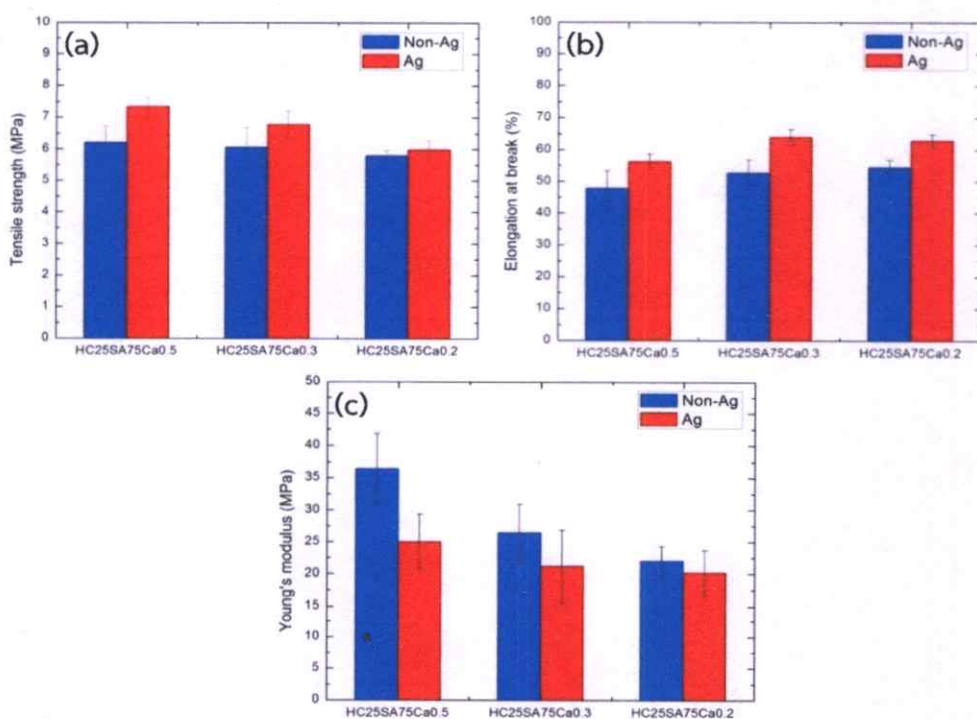 (a)
Non-Ag
Ag
Tensile strength (MPa)
10
9
8
7
6
5
4
3
2
1
0
HC25SA75Ca0.5 HC25SA75Ca0.3 HC25SA75Ca0.2
(b)
Non-Ag
Ag
Elongation at break (%)
100
90
80
70
60
50
40
30
20
10
0
HC25SA75Ca0.5 HC25SA75Ca0.3 HC25SA75Ca0.2
(c)
Non-Ag
Ag
Young's modulus (MPa)
50
45
40
35
30
25
20
15
10
5
0
HC25SA75Ca0.5 HC25SA75Ca0.3 HC25SA75Ca0.2